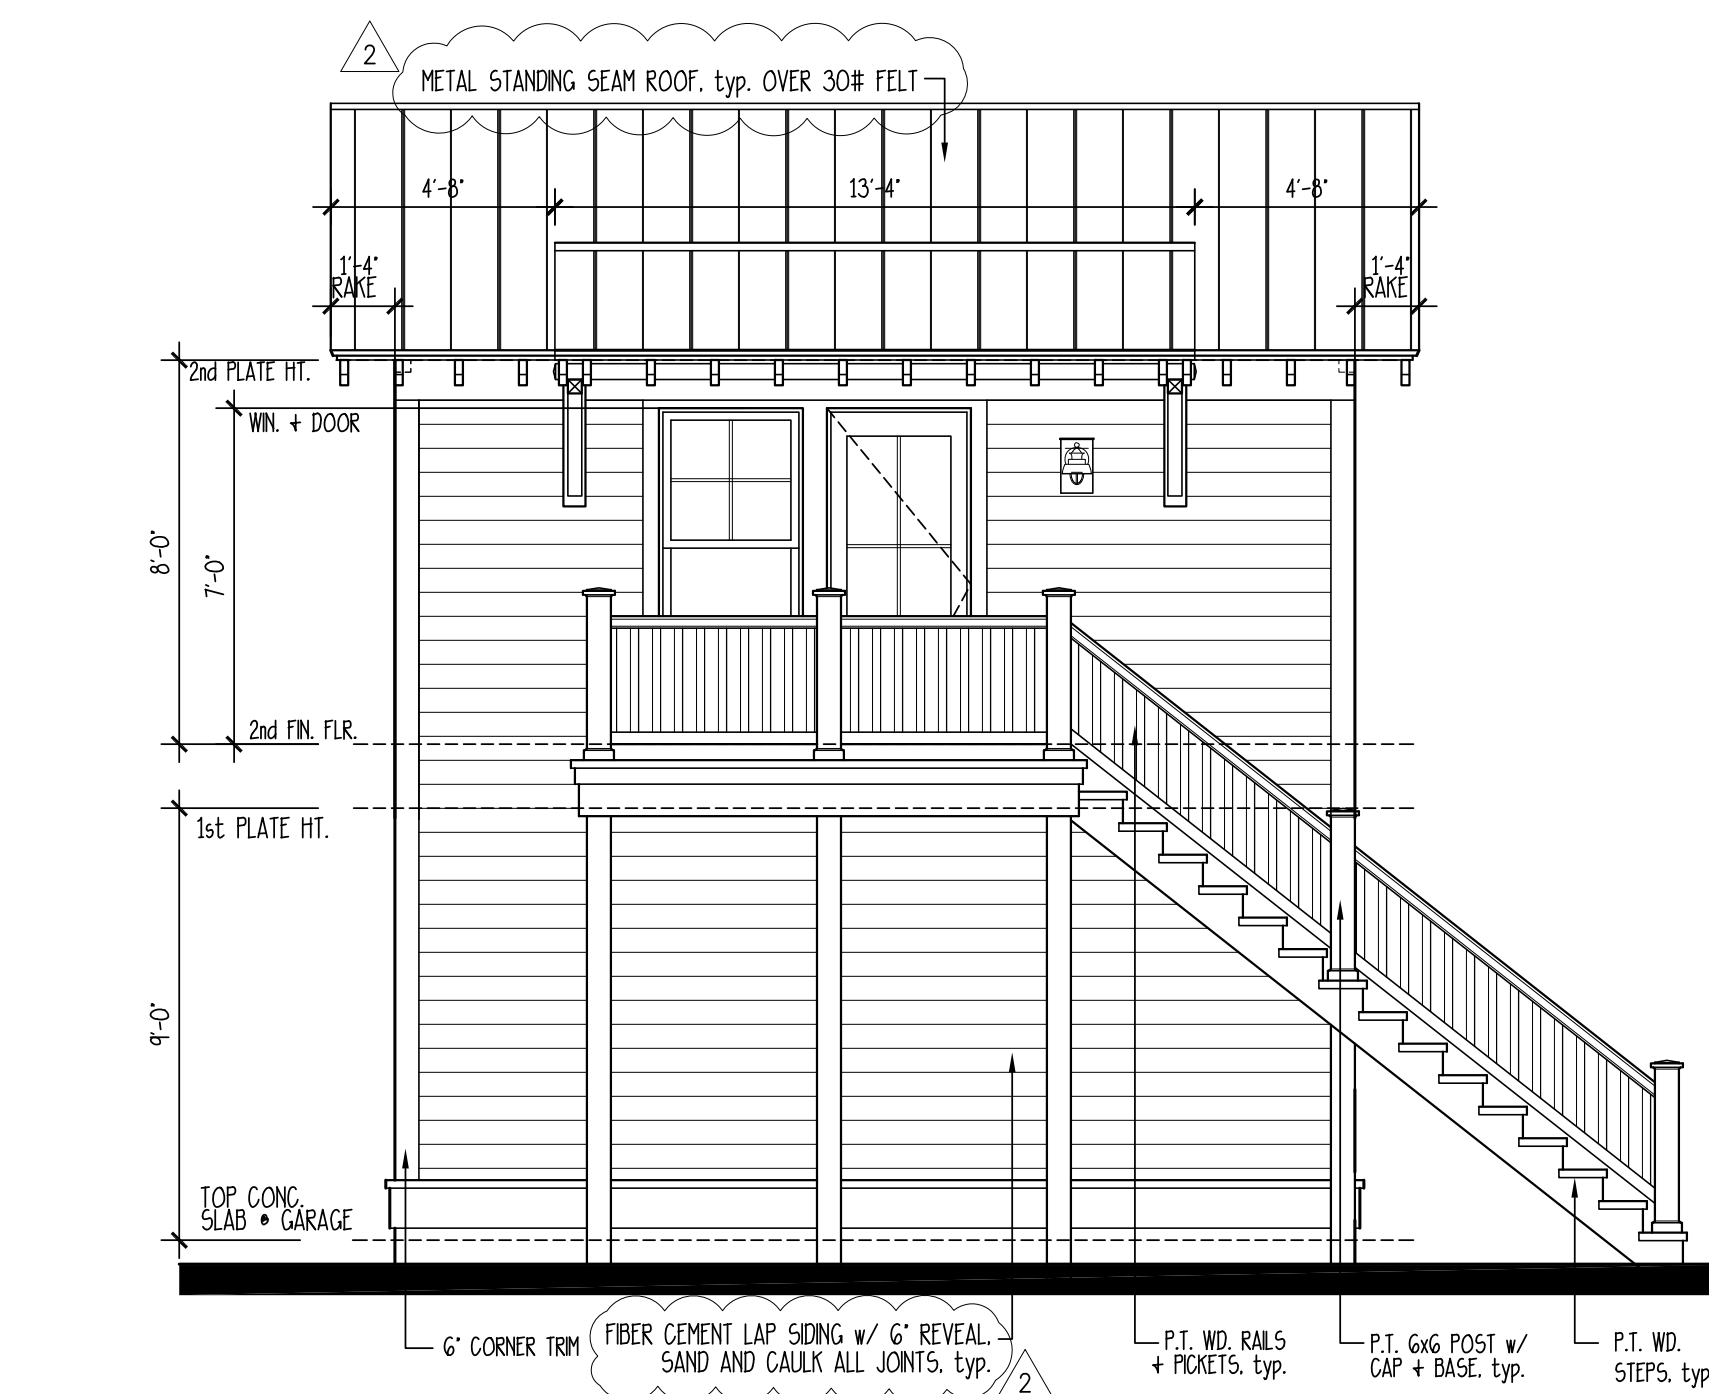 2
METAL STANDING SEAM ROOF, typ. OVER 30# FELT
4'-8"
13'-4"
4'-8"
1'-4"
RAKE
1'-4"
RAKE
2nd PLATE HT.
WIN. + DOOR
8'-0"
7'-0"
2nd FIN. FLR.
1st PLATE HT.
9'-0"
TOP CONC.
SLAB @ GARAGE
6" CORNER TRIM
FIBER CEMENT LAP SIDING w/ 6" REVEAL,
SAND AND CAULK ALL JOINTS, typ.
2
P.T. WD. RAILS
+ PICKETS, typ.
P.T. 6x6 POST w/
CAP + BASE, typ.
P.T. WD.
STEPS, typ